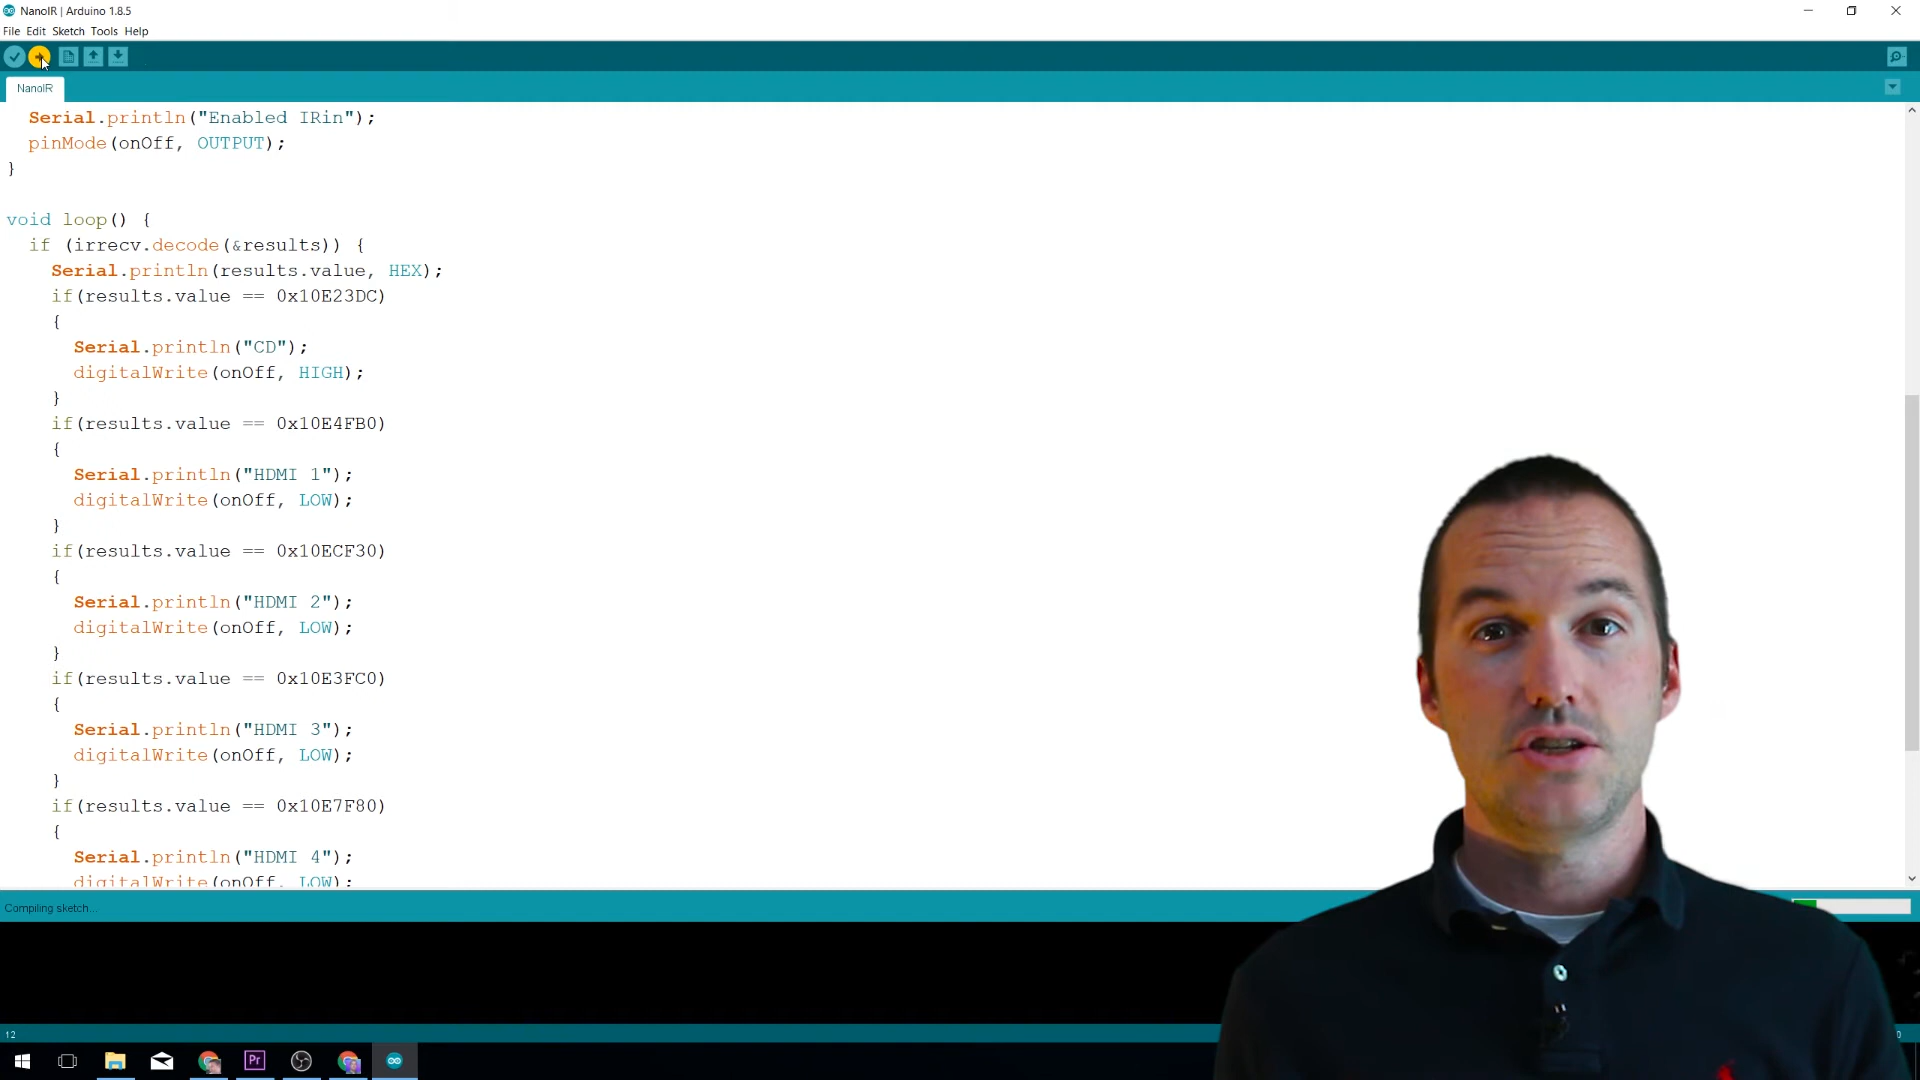 NanoIR | Arduino 1.8.5
File Edit Sketch Tools Help
NanoIR
Serial.println("Enabled IRin");
pinMode(onOff, OUTPUT);
}
void loop() {
if (irrecv.decode(&results)) {
Serial.println(results.value, HEX);
if(results.value == 0x10E23DC)
{
Serial.println("CD");
digitalWrite(onOff, HIGH);
}
if(results.value == 0x10E4FB0)
{
Serial.println("HDMI 1");
digitalWrite(onOff, LOW);
}
if(results.value == 0x10ECF30)
{
Serial.println("HDMI 2");
digitalWrite(onOff, LOW);
}
if(results.value == 0x10E3FC0)
{
Serial.println("HDMI 3");
digitalWrite(onOff, LOW);
}
if(results.value == 0x10E7F80)
{
Serial.println("HDMI 4");
digitalWrite(onOff, LOW);
Compiling sketch...
12
Pr